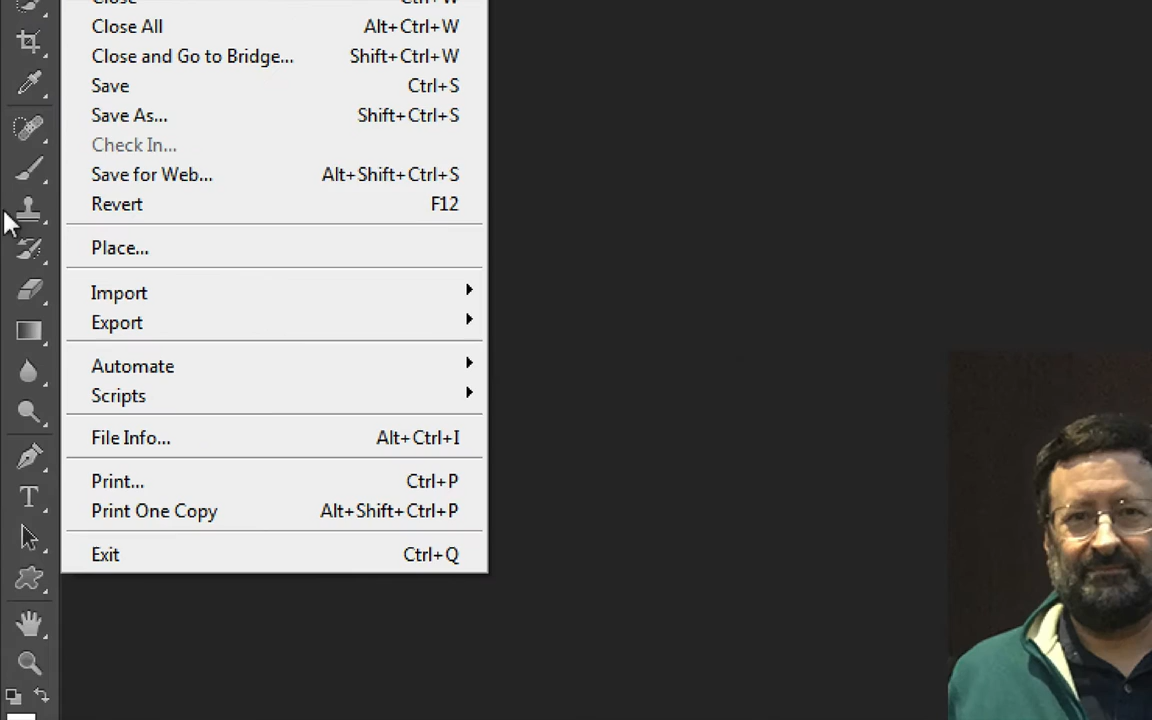 Close Ctrl+W
Close All Alt+Ctrl+W
Close and Go to Bridge... Shift+Ctrl+W
Save Ctrl+S
Save As... Shift+Ctrl+S
Check In...
Save for Web... Alt+Shift+Ctrl+S
Revert F12
Place...
Import
Export
Automate
Scripts
File Info... Alt+Ctrl+I
Print... Ctrl+P
Print One Copy Alt+Shift+Ctrl+P
Exit Ctrl+Q